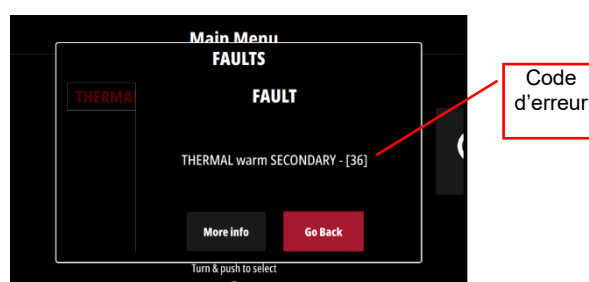 Main Menu
FAULTS
THERMAL
FAULT
THERMAL warm SECONDARY - [36]
More info
Go Back
Turn & push to select
Code
d'erreur